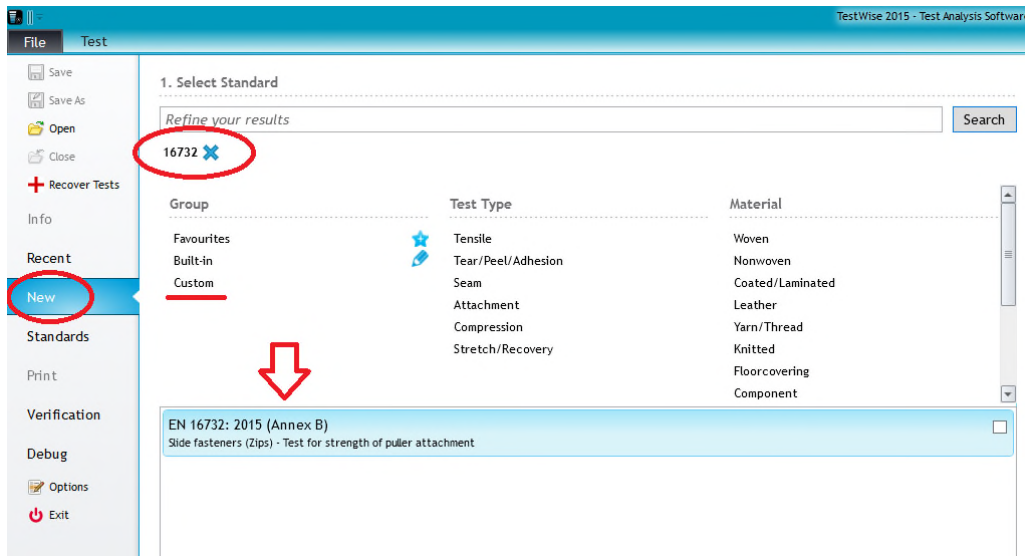 TestWise 2015 - Test Analysis Software
File Test
Save
Save As
Open
Close
Recover Tests
Info
Recent
New
Standards
Print
Verification
Debug
Options
Exit
1. Select Standard
Refine your results Search
16732
Group
Favourites
Built-in
Custom
Test Type
Tensile
Tear/Peel/Adhesion
Seam
Attachment
Compression
Stretch/Recovery
Material
Woven
Nonwoven
Coated/Laminated
Leather
Yarn/Thread
Knitted
Floorcovering
Component
EN 16732: 2015 (Annex B)
Slide fasteners (Zips) - Test for strength of puller attachment